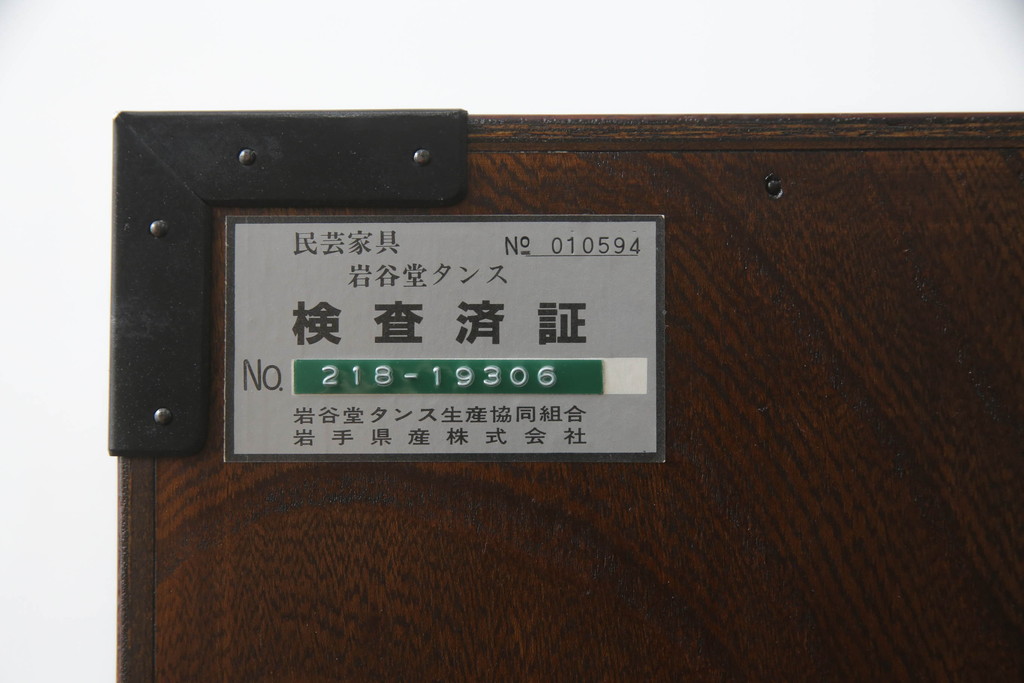 民芸家具 № 010594
岩谷堂タンス
検査済証
No. 218-19306
岩谷堂タンス生産協同組合
岩手県産株式会社